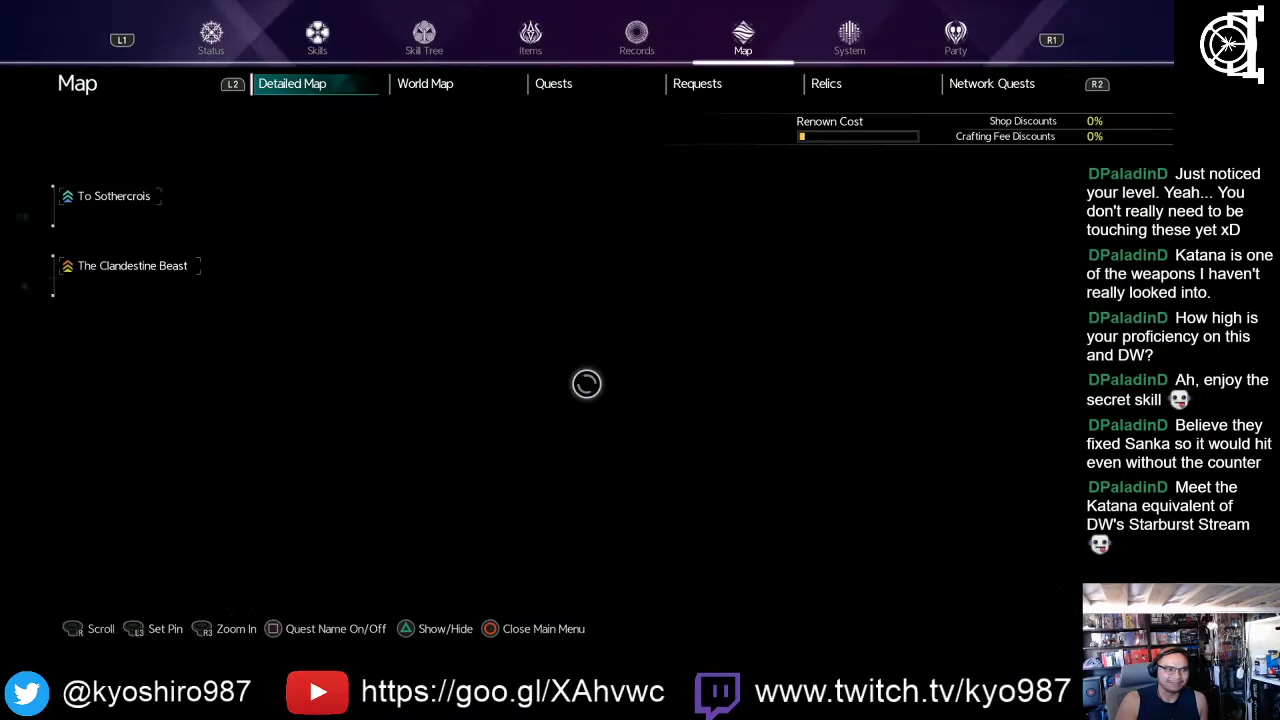 L1
Status
Skills
Skill Tree
Items
Records
Map
System
Party
R1
Map
L2
Detailed Map
World Map
Quests
Requests
Relics
Network Quests
R2
Renown Cost
Shop Discounts 0%
Crafting Fee Discounts 0%
To Sothercrois
The Clandestine Beast
DPaladinD Just noticed
your level. Yeah... You
don't really need to be
touching these yet xD
DPaladinD Katana is one
of the weapons I haven't
really looked into.
DPaladinD How high is
your proficiency on this
and DW?
DPaladinD Ah, enjoy the
secret skill
DPaladinD Believe they
fixed Sanka so it would hit
even without the counter
DPaladinD Meet the
Katana equivalent of
DW's Starburst Stream
R Scroll
L3 Set Pin
R3 Zoom In
Quest Name On/Off
Show/Hide
Close Main Menu
@kyoshiro987
https://goo.gl/XAhvwc
www.twitch.tv/kyo987